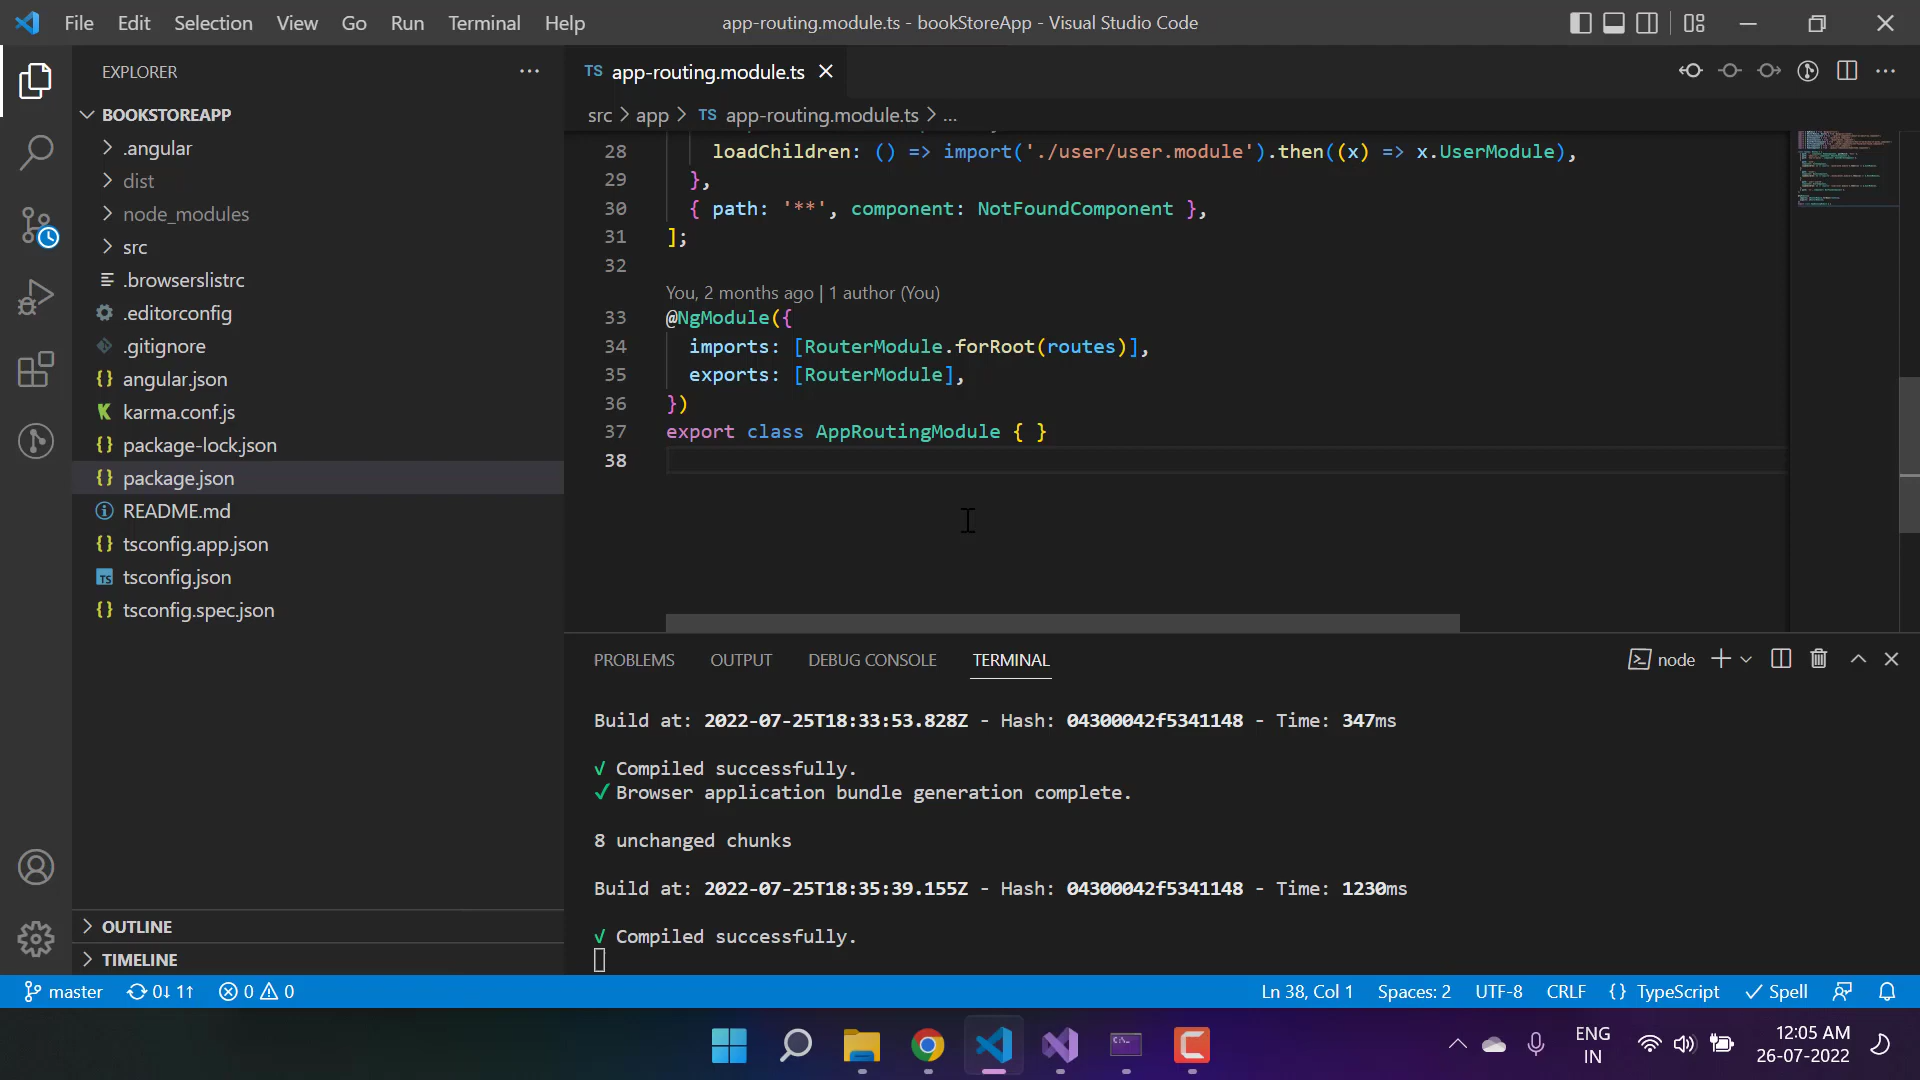 File Edit Selection View Go Run Terminal Help
app-routing.module.ts - bookStoreApp - Visual Studio Code
EXPLORER
BOOKSTOREAPP
.angular
dist
node_modules
src
.browserslistrc
.editorconfig
.gitignore
angular.json
karma.conf.js
package-lock.json
package.json
README.md
tsconfig.app.json
tsconfig.json
tsconfig.spec.json
OUTLINE
TIMELINE
TS app-routing.module.ts
src > app > TS app-routing.module.ts > ...
28 loadChildren: () => import('./user/user.module').then((x) => x.UserModule),
29 },
30 { path: '**', component: NotFoundComponent },
31 ];
32
You, 2 months ago | 1 author (You)
33 @NgModule({
34 imports: [RouterModule.forRoot(routes)],
35 exports: [RouterModule],
36 })
37 export class AppRoutingModule { }
38
PROBLEMS OUTPUT DEBUG CONSOLE TERMINAL
node
Build at: 2022-07-25T18:33:53.828Z - Hash: 04300042f5341148 - Time: 347ms
√ Compiled successfully.
✓ Browser application bundle generation complete.
8 unchanged chunks
Build at: 2022-07-25T18:35:39.155Z - Hash: 04300042f5341148 - Time: 1230ms
√ Compiled successfully.
master 0↓ 1↑ 0 0
Ln 38, Col 1 Spaces: 2 UTF-8 CRLF {} TypeScript ✓ Spell
ENG
IN
12:05 AM
26-07-2022